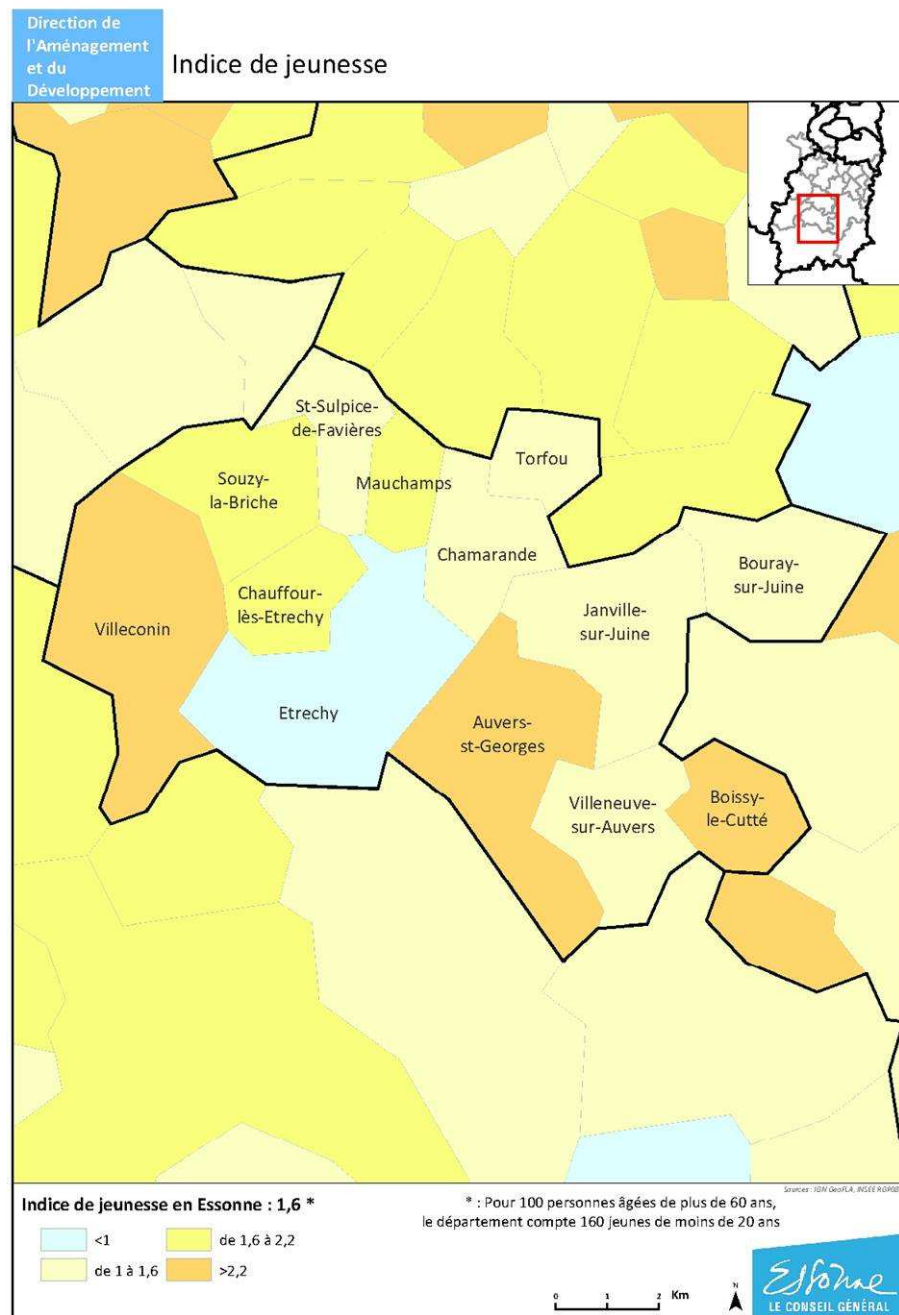 Direction de
l'Aménagement
et du
Développement
Indice de jeunesse
St-Sulpice-
de-Favières
Torfou
Souzy-
la-Briche
Mauchamps
Chamarande
Bouray-
sur-Juine
Chauffour-
lès-Etrechy
Janville-
sur-Juine
Villeconin
Etrechy
Auvers-
st-Georges
Villeneuve-
sur-Auvers
Boissy-
le-Cutté
Sources : IGN GeoFLA, INSEE
Indice de jeunesse en Essonne : 1,6 *
* : Pour 100 personnes âgées de plus de 60 ans,
le département compte 160 jeunes de moins de 20 ans
<1
de 1,6 à 2,2
de 1 à 1,6
>2,2
0 1 2 Km
N
Essonne
LE CONSEIL GÉNÉRAL